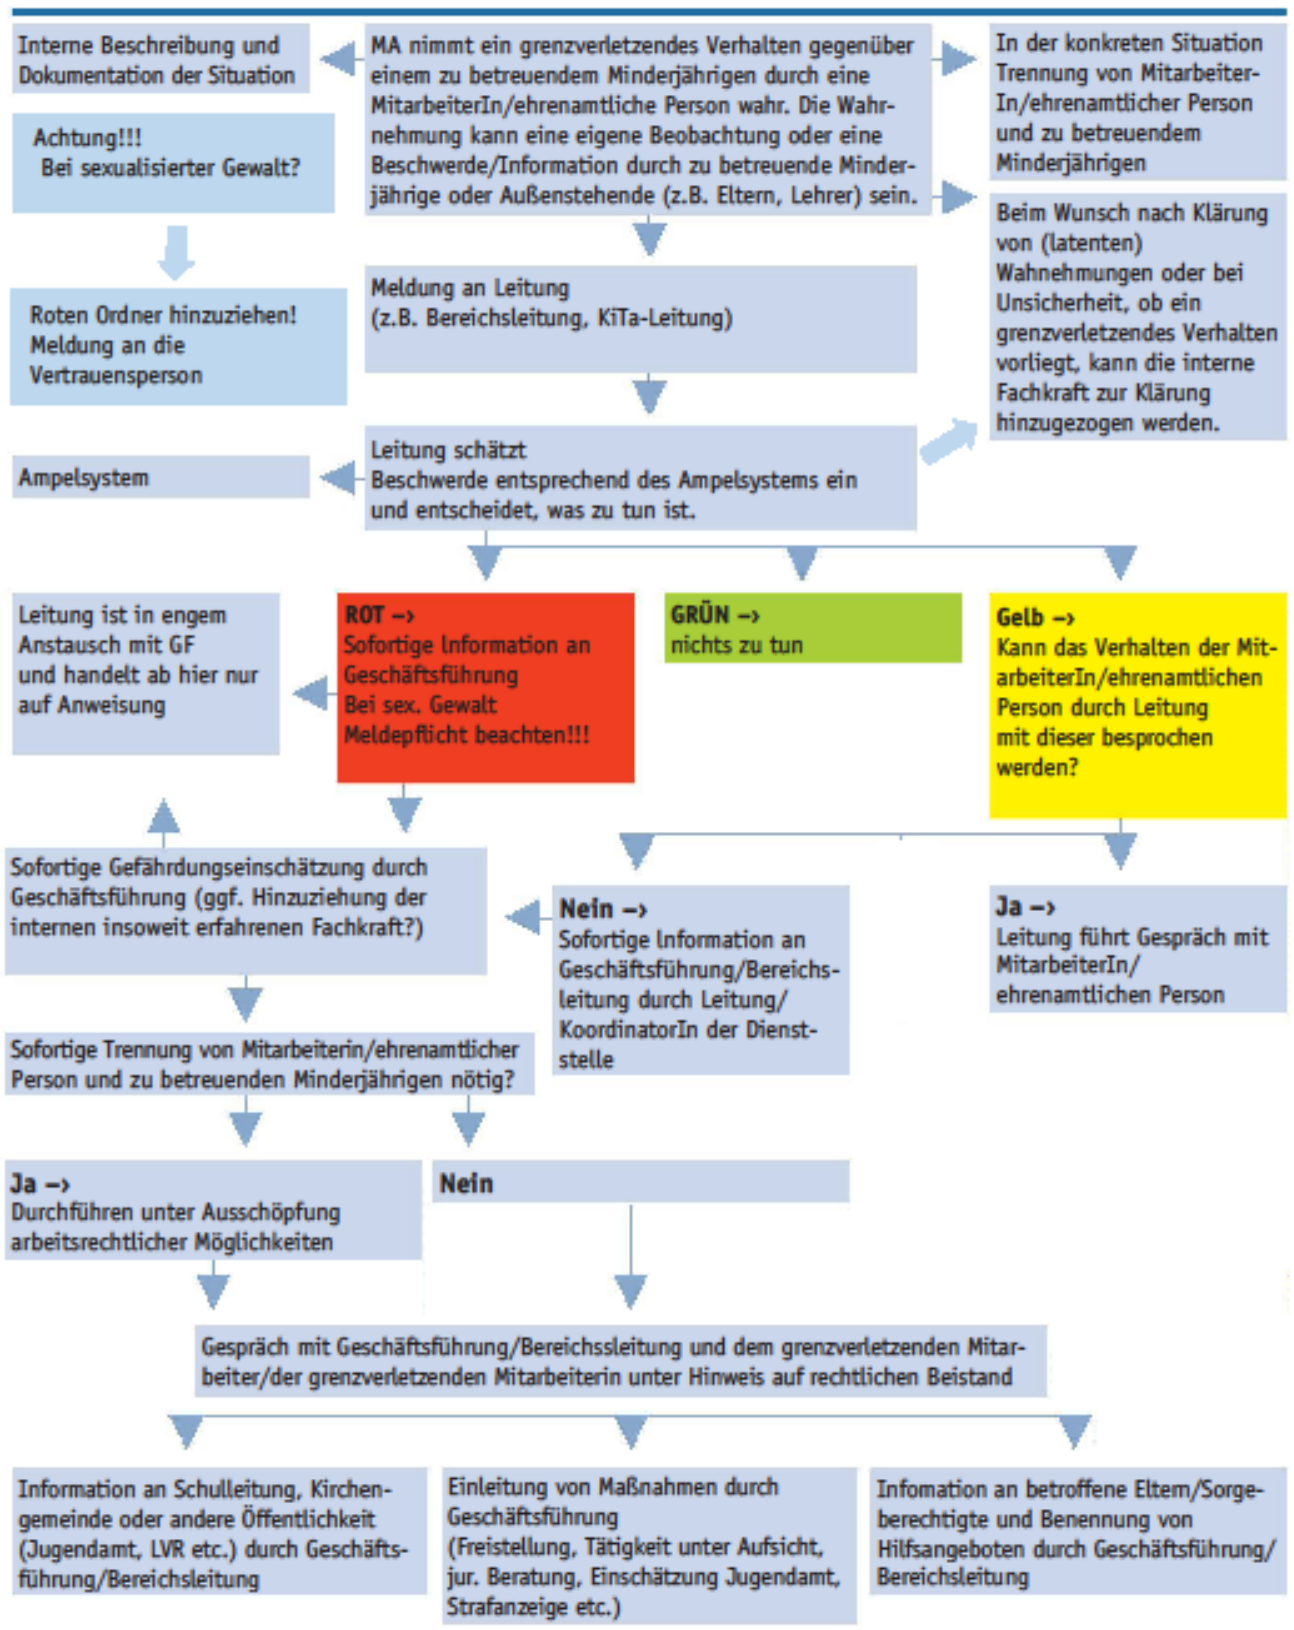 Interne Beschreibung und
Dokumentation der Situation
MA nimmt ein grenzverletzendes Verhalten gegenüber
einem zu betreuendem Minderjährigen durch eine
MitarbeiterIn/ehrenamtliche Person wahr. Die Wahr-
nehmung kann eine eigene Beobachtung oder eine
Beschwerde/Information durch zu betreuende Minder-
jährige oder Außenstehende (z.B. Eltern, Lehrer) sein.
In der konkreten Situation
Trennung von Mitarbeiter-
In/ehrenamtlicher Person
und zu betreuendem
Minderjährigen
Achtung!!!
Bei sexualisierter Gewalt?
Beim Wunsch nach Klärung
von (latenten)
Wahnehmungen oder bei
Unsicherheit, ob ein
grenzverletzendes Verhalten
vorliegt, kann die interne
Fachkraft zur Klärung
hinzugezogen werden.
Meldung an Leitung
(z.B. Bereichsleitung, KiTa-Leitung)
Roten Ordner hinzuziehen!
Meldung an die
Vertrauensperson
Leitung schätzt
Beschwerde entsprechend des Ampelsystems ein
und entscheidet, was zu tun ist.
Ampelsystem
Leitung ist in engem
Anstausch mit GF
und handelt ab hier nur
auf Anweisung
ROT –>
Sofortige Information an
Geschäftsführung
Bei sex. Gewalt
Meldepflicht beachten!!!
GRÜN –>
nichts zu tun
Gelb –>
Kann das Verhalten der Mit-
arbeiterIn/ehrenamtlichen
Person durch Leitung
mit dieser besprochen
werden?
Sofortige Gefährdungseinschätzung durch
Geschäftsführung (ggf. Hinzuziehung der
internen insoweit erfahrenen Fachkraft?)
Nein –>
Sofortige Information an
Geschäftsführung/Bereichs-
leitung durch Leitung/
KoordinatorIn der Dienst-
stelle
Ja –>
Leitung führt Gespräch mit
MitarbeiterIn/
ehrenamtlichen Person
Sofortige Trennung von Mitarbeiterin/ehrenamtlicher
Person und zu betreuenden Minderjährigen nötig?
Ja –>
Durchführen unter Ausschöpfung
arbeitsrechtlicher Möglichkeiten
Nein
Gespräch mit Geschäftsführung/Bereichssleitung und dem grenzverletzenden Mitar-
beiter/der grenzverletzenden Mitarbeiterin unter Hinweis auf rechtlichen Beistand
Information an Schulleitung, Kirchen-
gemeinde oder andere Öffentlichkeit
(Jugendamt, LVR etc.) durch Geschäfts-
führung/Bereichsleitung
Einleitung von Maßnahmen durch
Geschäftsführung
(Freistellung, Tätigkeit unter Aufsicht,
jur. Beratung, Einschätzung Jugendamt,
Strafanzeige etc.)
Infomation an betroffene Eltern/Sorge-
berechtigte und Benennung von
Hilfsangeboten durch Geschäftsführung/
Bereichsleitung